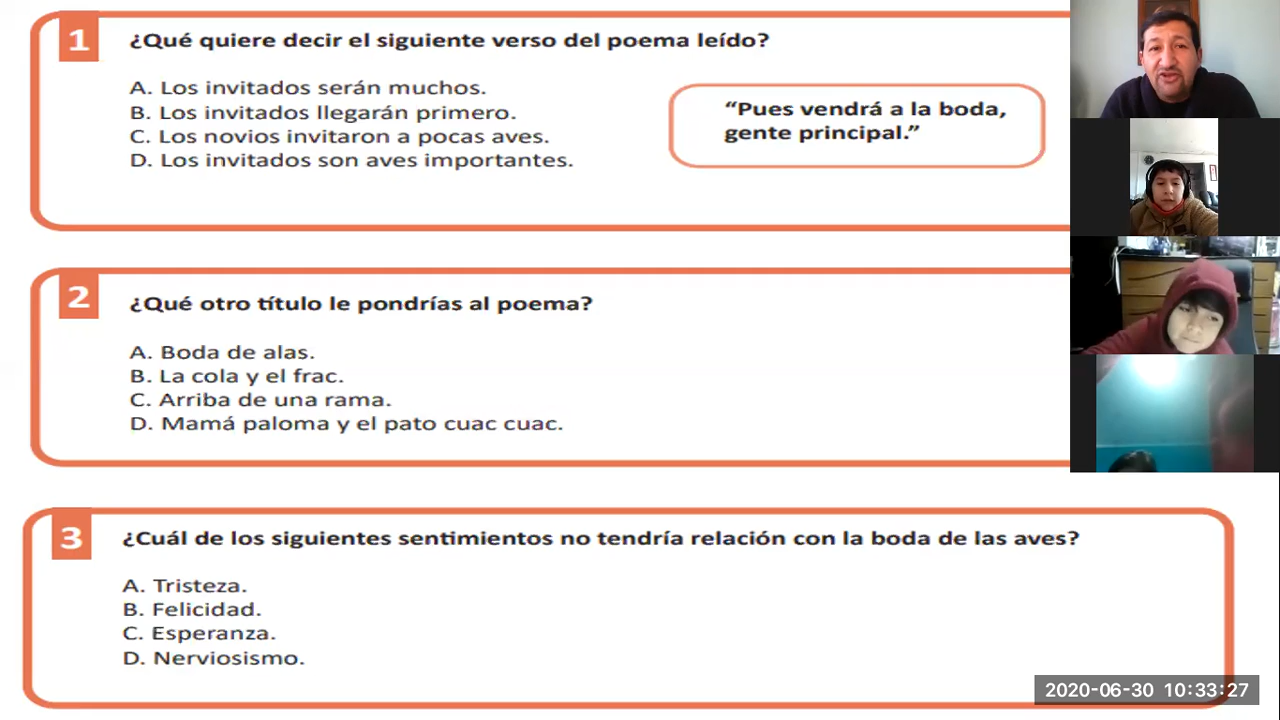 1
¿Qué quiere decir el siguiente verso del poema leído?
A. Los invitados serán muchos.
B. Los invitados llegarán primero.
C. Los novios invitaron a pocas aves.
D. Los invitados son aves importantes.
“Pues vendrá a la boda,
gente principal.”
2
¿Qué otro título le pondrías al poema?
A. Boda de alas.
B. La cola y el frac.
C. Arriba de una rama.
D. Mamá paloma y el pato cuac cuac.
3
¿Cuál de los siguientes sentimientos no tendría relación con la boda de las aves?
A. Tristeza.
B. Felicidad.
C. Esperanza.
D. Nerviosismo.
2020-06-30 10:33:27